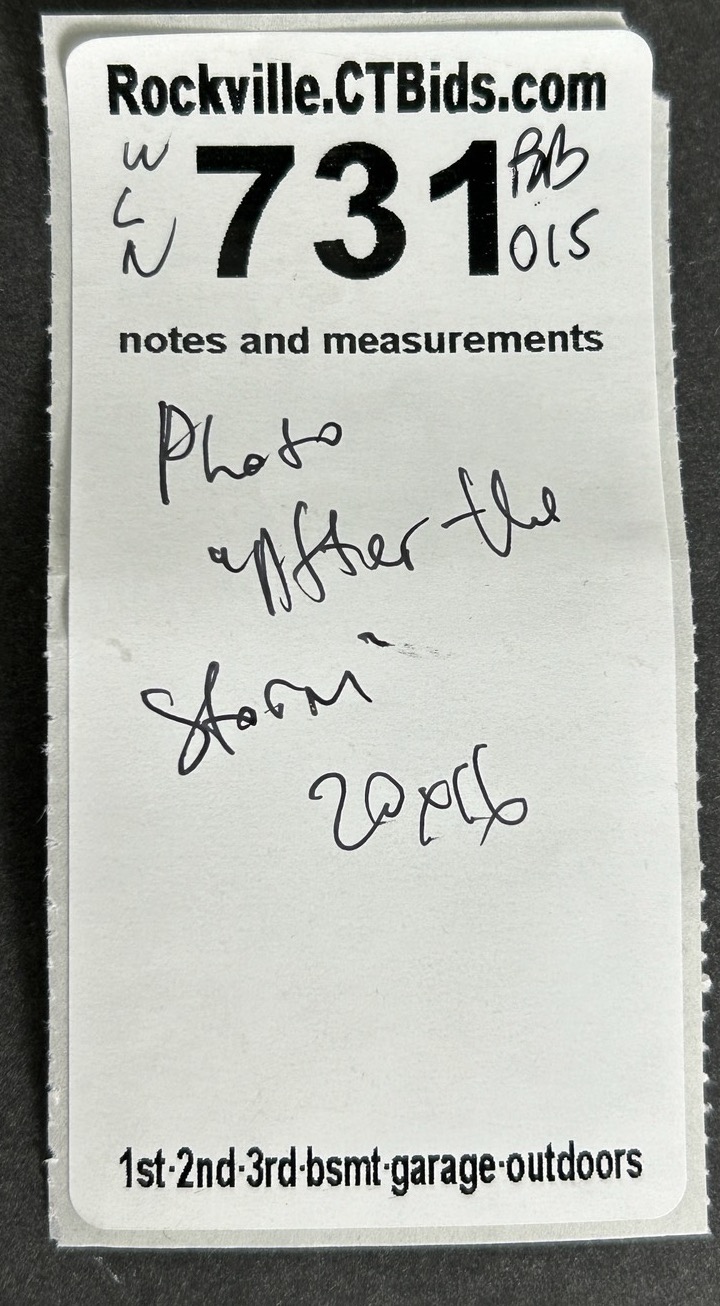 Rockville.CTBids.com
W
L
N
731
BB
015
notes and measurements
Photo
"After the
Storm"
20x16
1st·2nd·3rd·bsmt·garage·outdoors